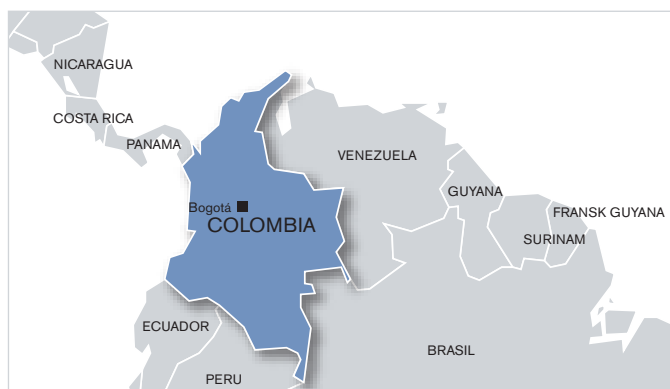 NICARAGUA
COSTA RICA
PANAMA
VENEZUELA
GUYANA
FRANSK GUYANA
SURINAM
Bogotá
COLOMBIA
ECUADOR
PERU
BRASIL